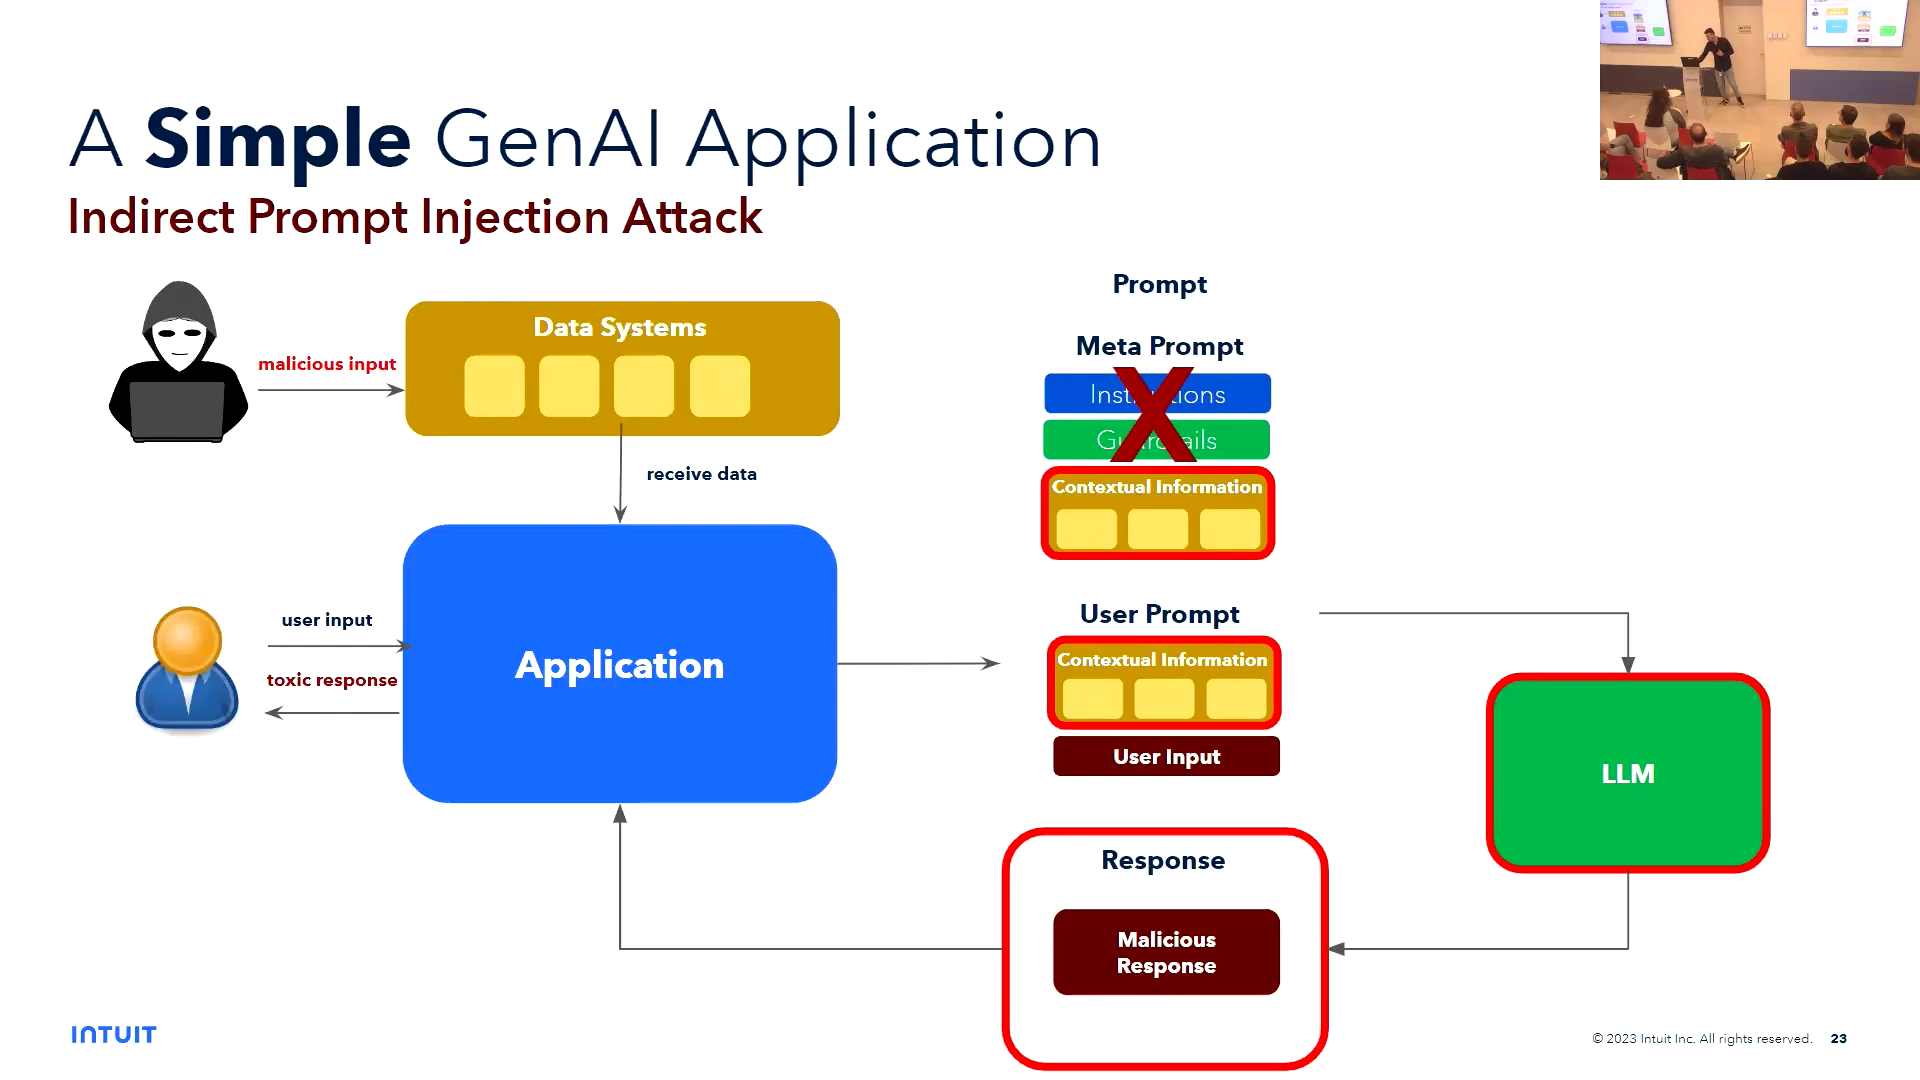 A Simple GenAI Application
Indirect Prompt Injection Attack
malicious input
Data Systems
receive data
user input
toxic response
Application
Prompt
Meta Prompt
Instructions
Guardrails
Contextual Information
User Prompt
Contextual Information
User Input
LLM
Response
Malicious
Response
INTUIT
© 2023 Intuit Inc. All rights reserved. 23